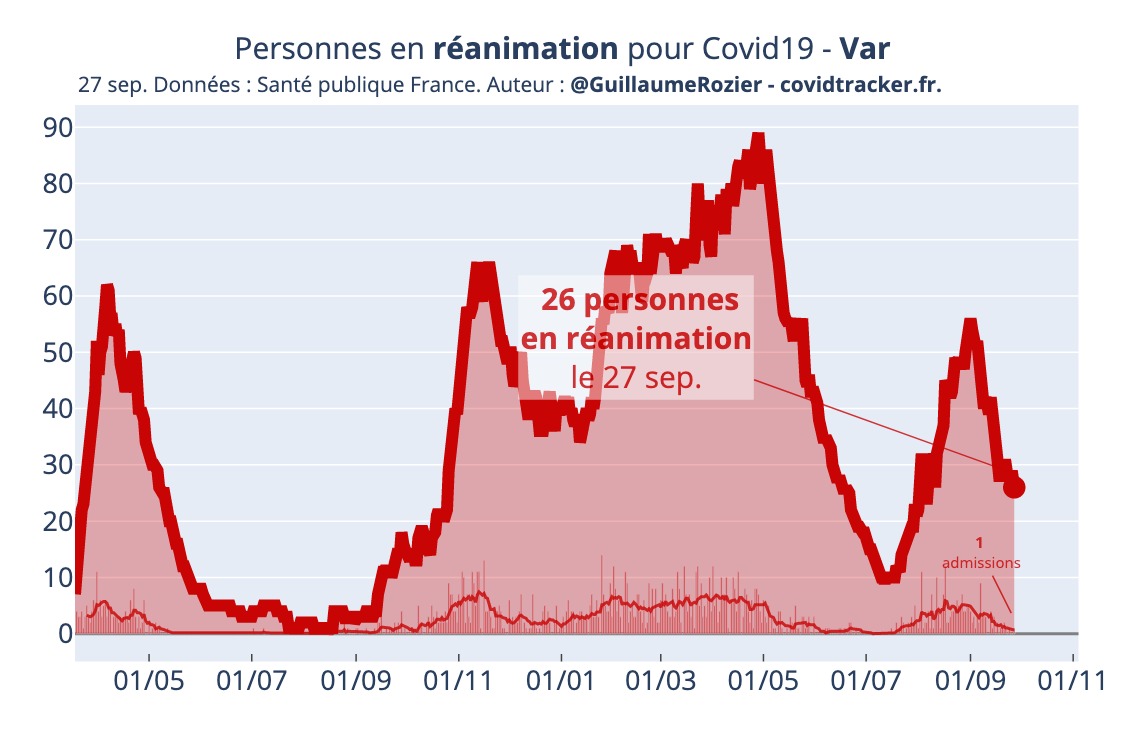 Personnes en réanimation pour Covid19 - Var
27 sep. Données : Santé publique France. Auteur : @GuillaumeRozier - covidtracker.fr.
90
80
70
60
50
40
30
20
10
0
26 personnes
en réanimation
le 27 sep.
1
admissions
01/05 01/07 01/09 01/11 01/01 01/03 01/05 01/07 01/09 01/11